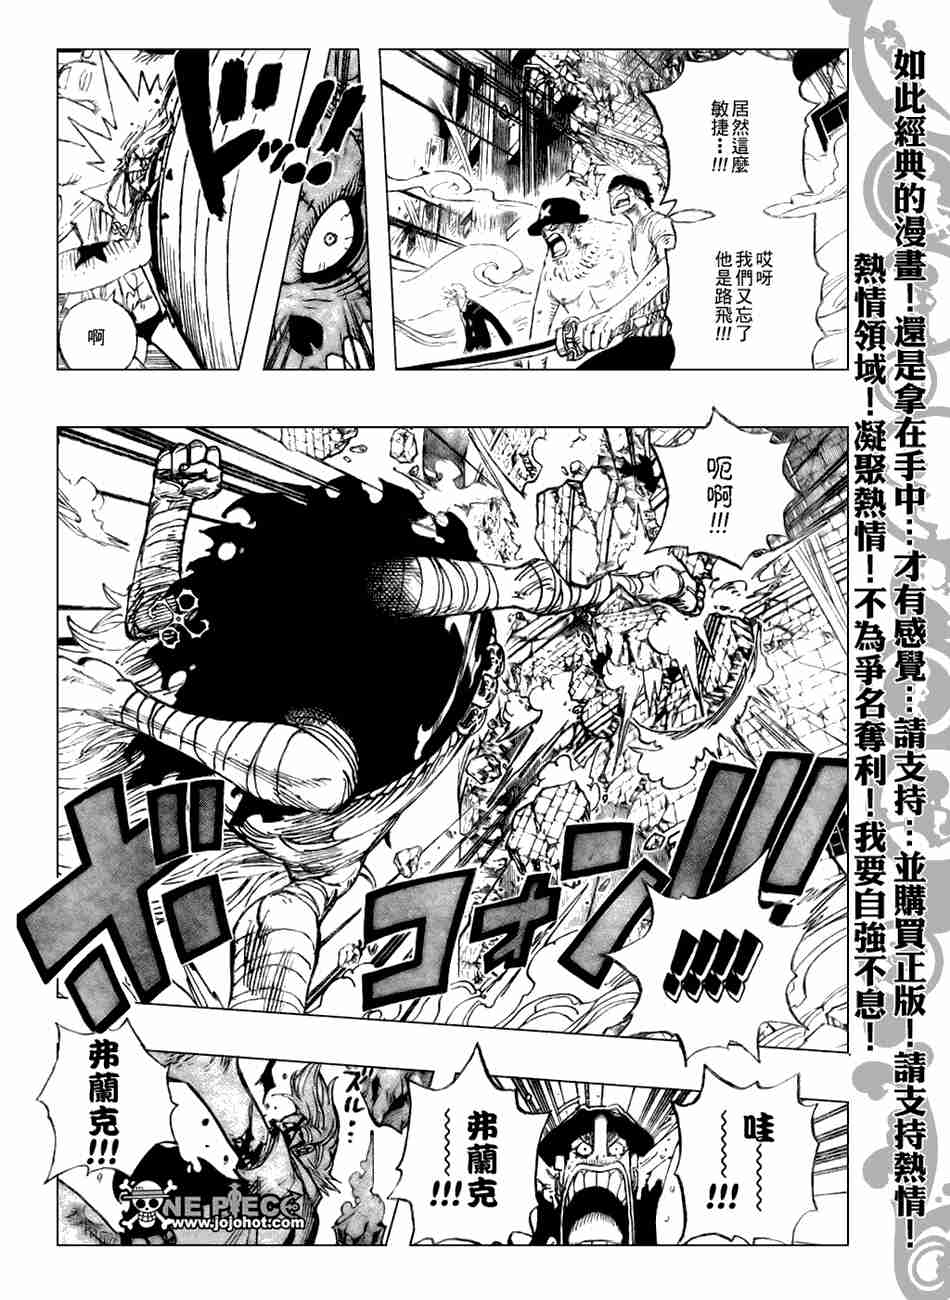 如此經典的漫畫！還是拿在手中…才有感覺…請支持…並購買正版！請支持熱情！
熱情領域！凝聚熱情！不為爭名奪利！我要自強不息！
居然這麼
敏捷…!!!
哎呀
我們又忘了
他是路飛!!!
!!
啊
呃啊!!!
ボコォン!!!!
!!!!!
哇～～
～弗蘭克～!!!
ズル…
弗蘭克!!!
ONE PIECE
www.jojohot.com